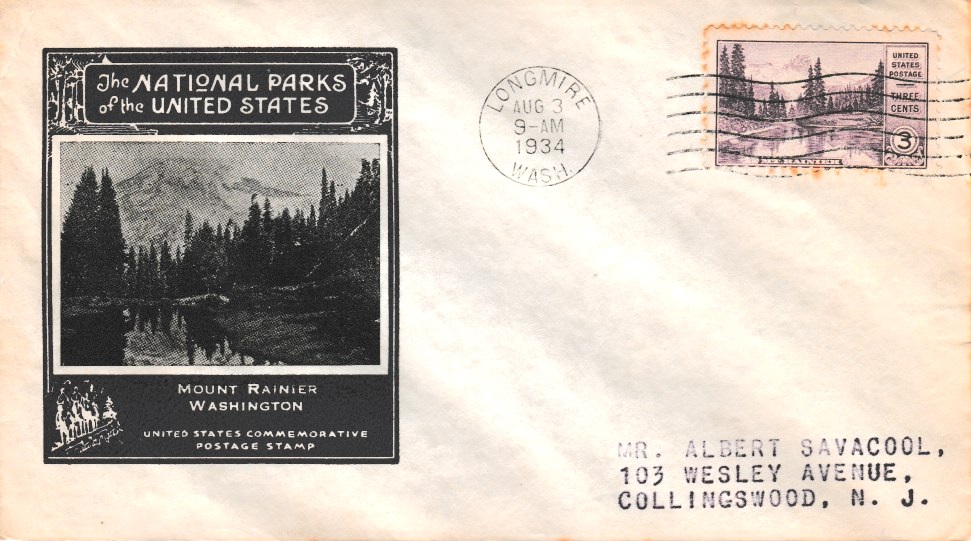 The NATIONAL PARKS
of the UNITED STATES
MOUNT RAINIER
WASHINGTON
UNITED STATES COMMEMORATIVE
POSTAGE STAMP
LONGMIRE
AUG 3
9-AM
1934
WASH.
UNITED
STATES
POSTAGE
THREE
CENTS
3
MR. ALBERT SAVACOOL,
103 WESLEY AVENUE,
COLLINGSWOOD, N. J.